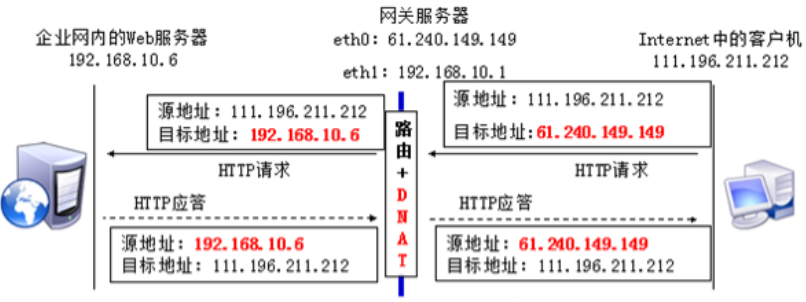 网关服务器
企业网内的Web服务器
eth0: 61.240.149.149
Internet中的客户机
192.168.10.6
111.196.211.212
eth1: 192.168.10.1
源地址: 111.196.211.212
目标地址: 192.168.10.6
源地址: 111.196.211.212
目标地址:61.240.149.149
路由+DNAT
HTTP请求
HTTP请求
HTTP应答
HTTP应答
源地址: 192.168.10.6
目标地址: 111.196.211.212
源地址: 61.240.149.149
目标地址: 111.196.211.212